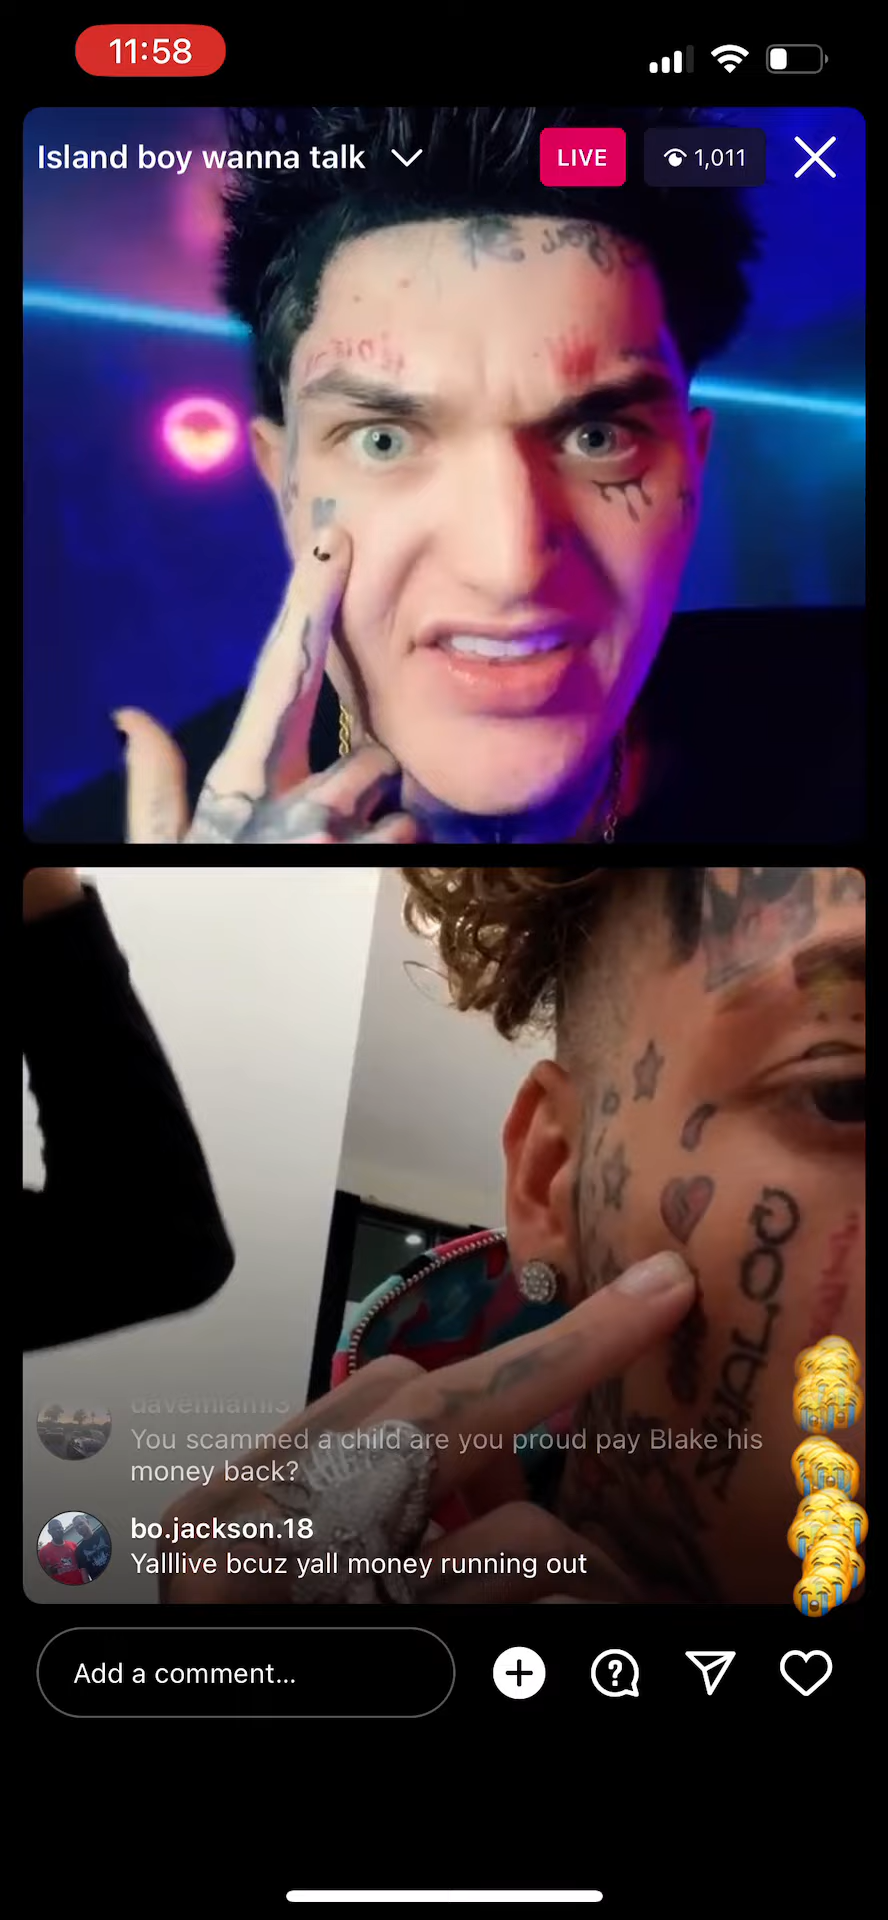 11:58
Island boy wanna talk
LIVE
1,011
davemiami3
You scammed a child are you proud pay Blake his
money back?
bo.jackson.18
Yalllive bcuz yall money running out
Add a comment...